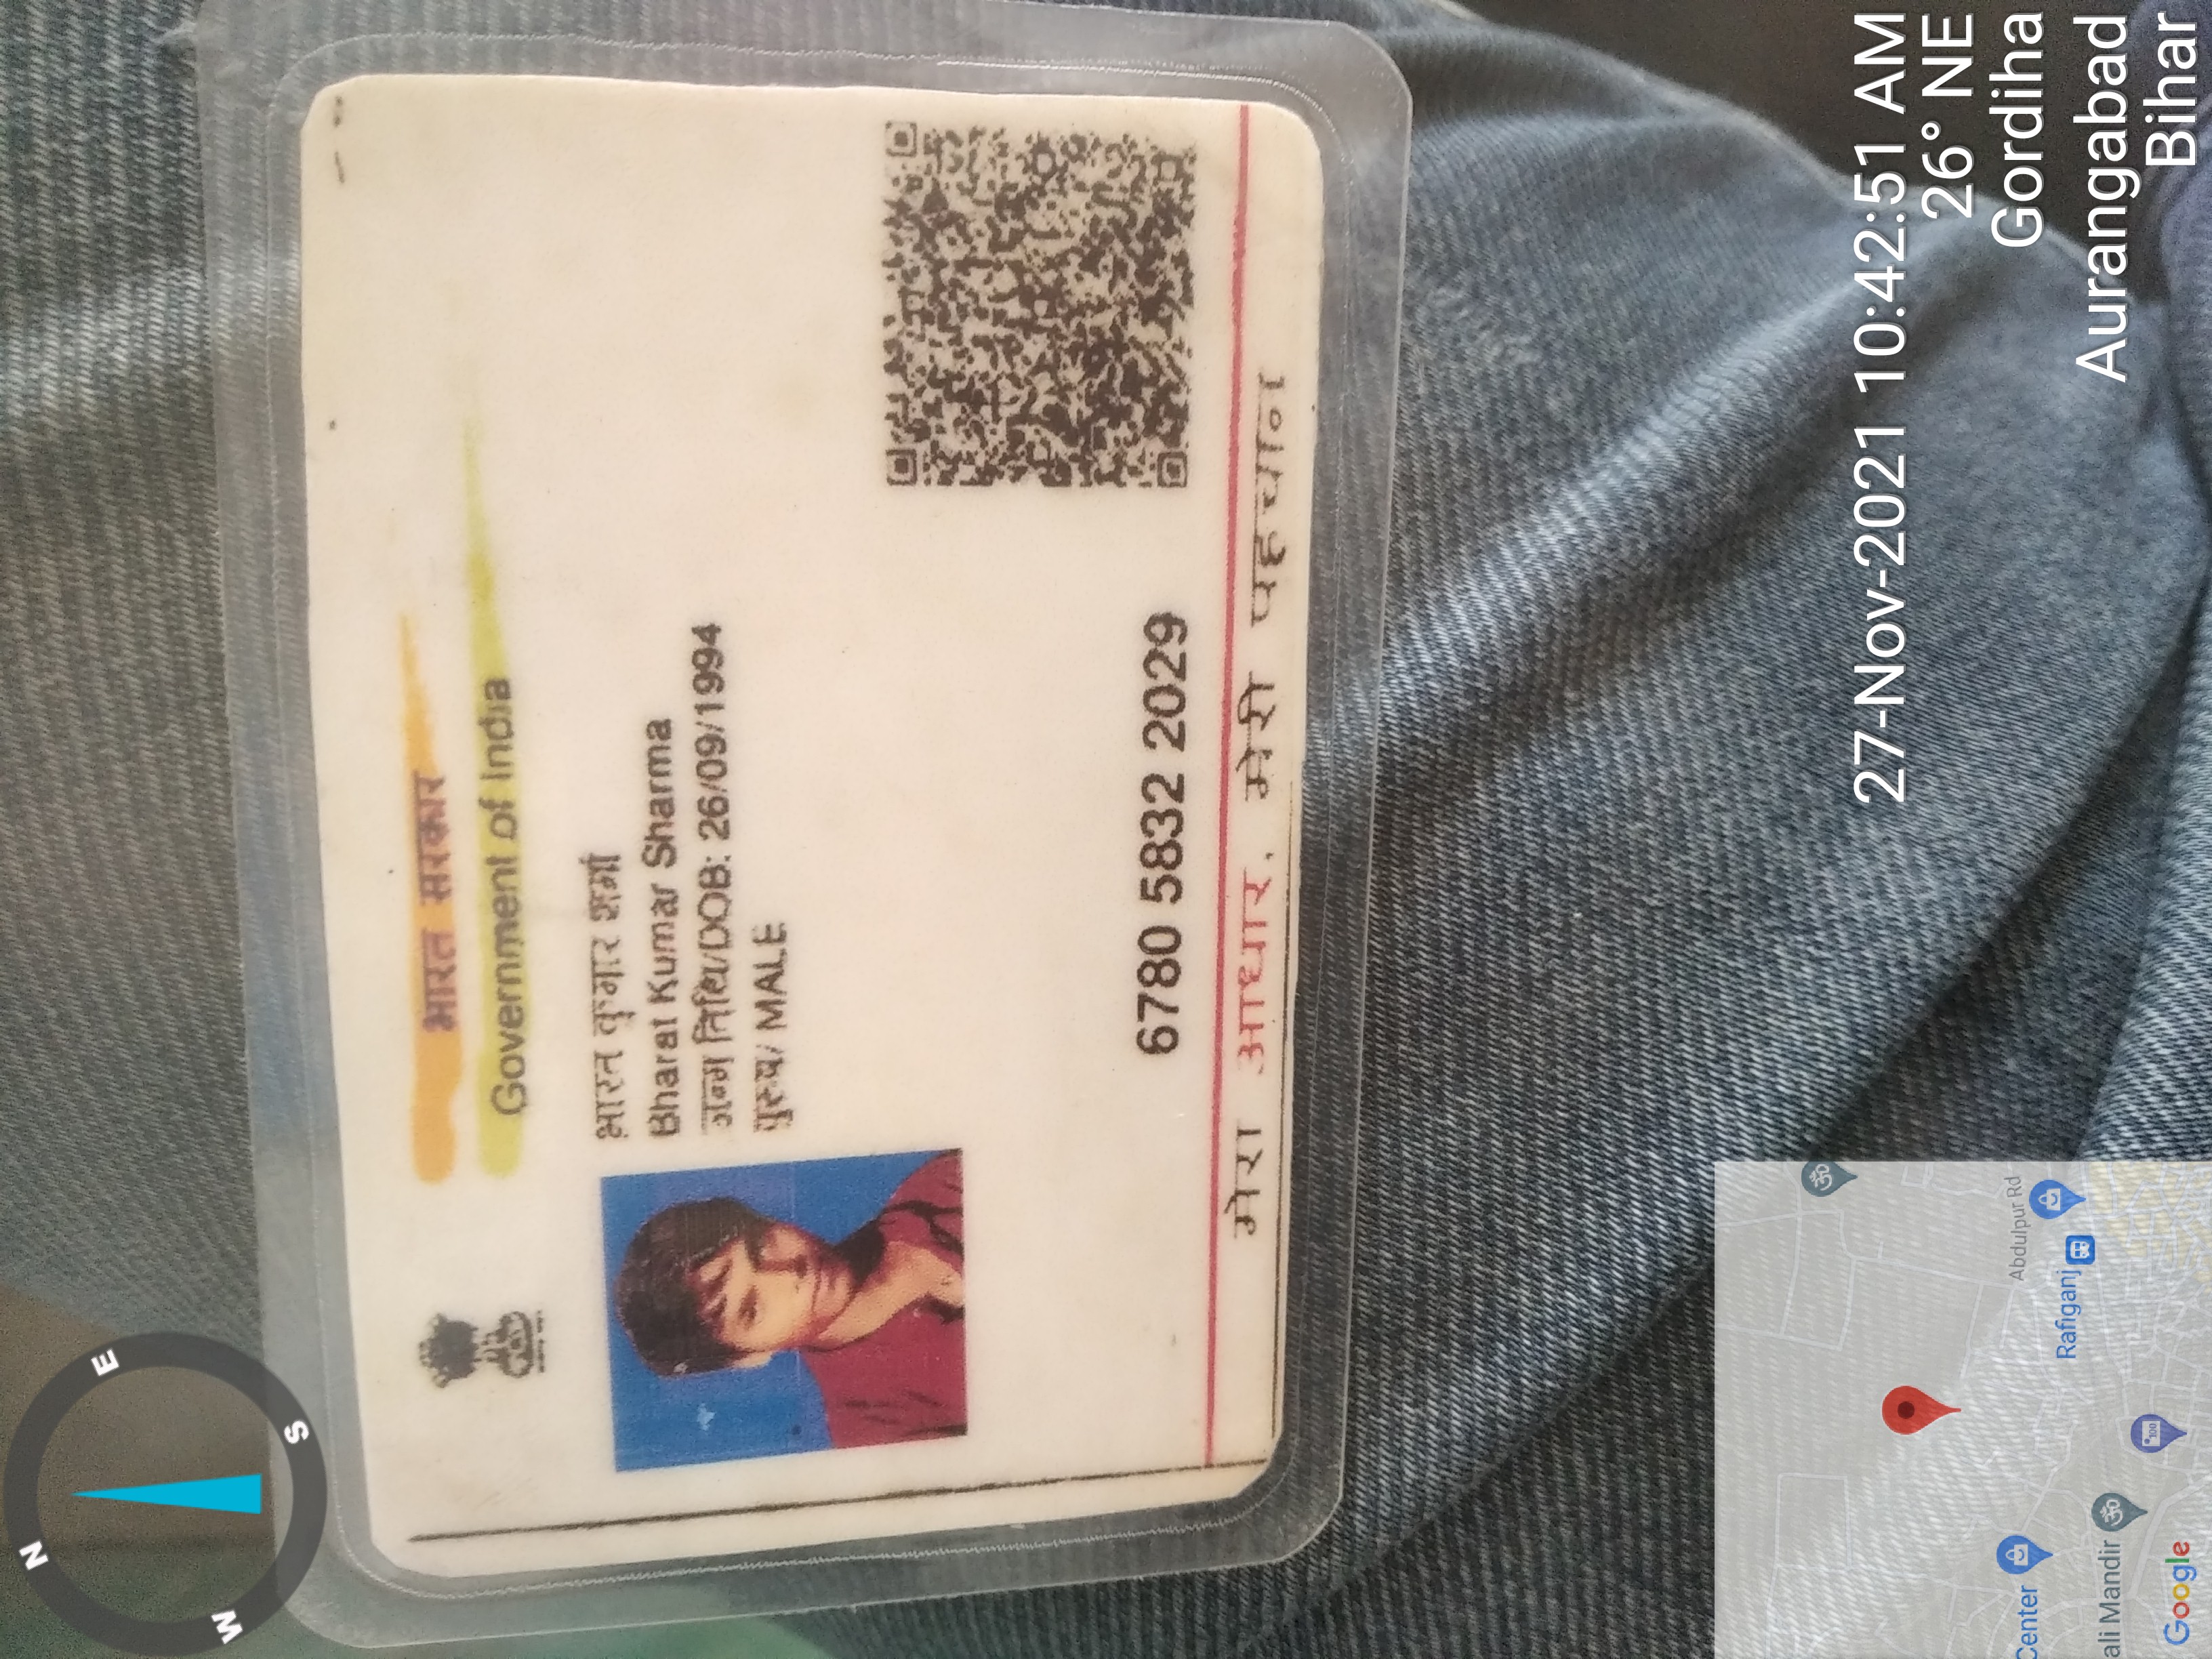 N
E
W
S
भारत सरकार
Government of India
भारत कुमार शर्मा
Bharat Kumar Sharma
जन्म तिथि/DOB: 26/09/1994
पुरुष/ MALE
6780 5832 2029
मेरा आधार, मेरी पहचान
27-Nov-2021 10:42:51 AM
26° NE
Gordiha
Aurangabad
Bihar
Abdulpur Rd
Center
Rafiganj
ali Mandir
Google